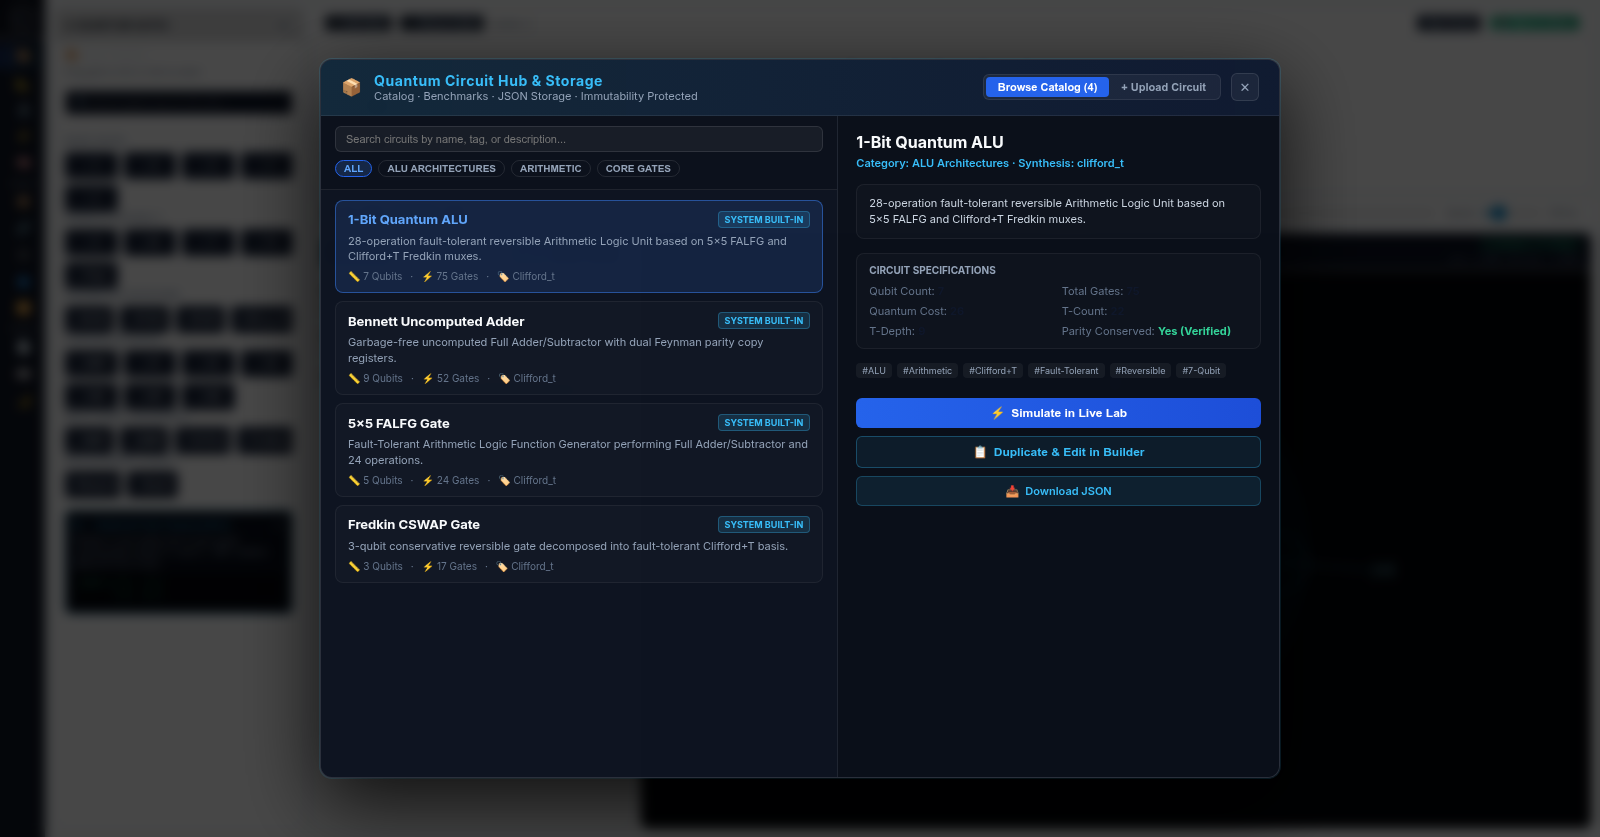 Quantum Circuit Hub & Storage
Catalog · Benchmarks · JSON Storage · Immutability Protected
Browse Catalog (4)
+ Upload Circuit
✕
Search circuits by name, tag, or description...
ALL
ALU ARCHITECTURES
ARITHMETIC
CORE GATES
1-Bit Quantum ALU
SYSTEM BUILT-IN
28-operation fault-tolerant reversible Arithmetic Logic Unit based on 5×5 FALFG and
Clifford+T Fredkin muxes.
7 Qubits · 75 Gates · Clifford_t
Bennett Uncomputed Adder
SYSTEM BUILT-IN
Garbage-free uncomputed Full Adder/Subtractor with dual Feynman parity copy
registers.
9 Qubits · 52 Gates · Clifford_t
5×5 FALFG Gate
SYSTEM BUILT-IN
Fault-Tolerant Arithmetic Logic Function Generator performing Full Adder/Subtractor and
24 operations.
5 Qubits · 24 Gates · Clifford_t
Fredkin CSWAP Gate
SYSTEM BUILT-IN
3-qubit conservative reversible gate decomposed into fault-tolerant Clifford+T basis.
3 Qubits · 17 Gates · Clifford_t
1-Bit Quantum ALU
Category: ALU Architectures · Synthesis: clifford_t
28-operation fault-tolerant reversible Arithmetic Logic Unit based on
5×5 FALFG and Clifford+T Fredkin muxes.
CIRCUIT SPECIFICATIONS
Qubit Count:
Total Gates:
Quantum Cost:
T-Count:
T-Depth:
Parity Conserved: Yes (Verified)
#ALU
#Arithmetic
#Clifford+T
#Fault-Tolerant
#Reversible
#7-Qubit
Simulate in Live Lab
Duplicate & Edit in Builder
Download JSON